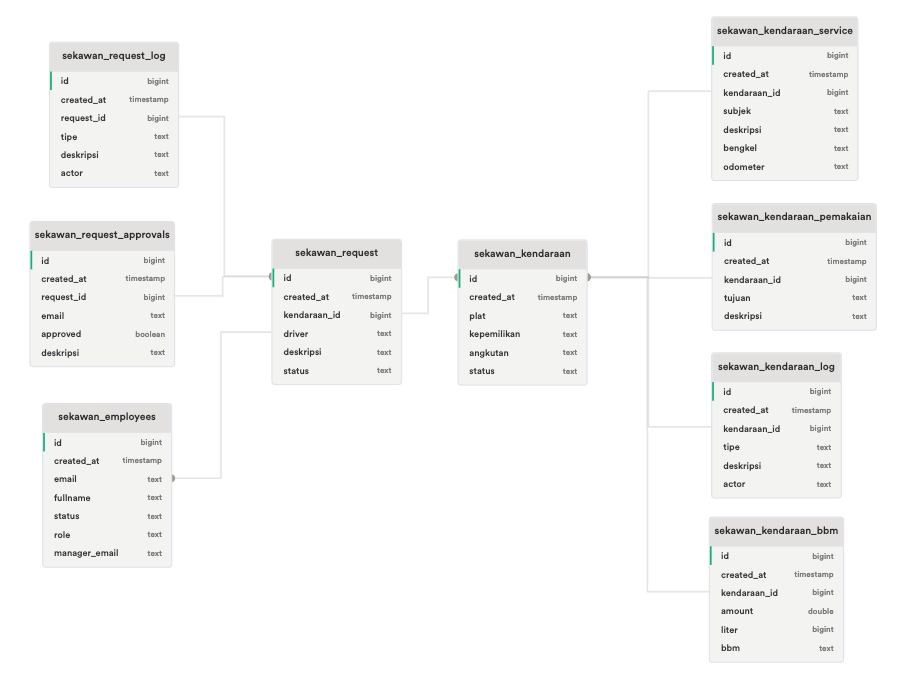 sekawan_request_log
id bigint
created_at timestamp
request_id bigint
tipe text
deskripsi text
actor text
sekawan_request_approvals
id bigint
created_at timestamp
request_id bigint
email text
approved boolean
deskripsi text
sekawan_employees
id bigint
created_at timestamp
email text
fullname text
status text
role text
manager_email text
sekawan_request
id bigint
created_at timestamp
kendaraan_id bigint
driver text
deskripsi text
status text
sekawan_kendaraan
id bigint
created_at timestamp
plat text
kepemilikan text
angkutan text
status text
sekawan_kendaraan_service
id bigint
created_at timestamp
kendaraan_id bigint
subjek text
deskripsi text
bengkel text
odometer text
sekawan_kendaraan_pemakaian
id bigint
created_at timestamp
kendaraan_id bigint
tujuan text
deskripsi text
sekawan_kendaraan_log
id bigint
created_at timestamp
kendaraan_id bigint
tipe text
deskripsi text
actor text
sekawan_kendaraan_bbm
id bigint
created_at timestamp
kendaraan_id bigint
amount double
liter bigint
bbm text